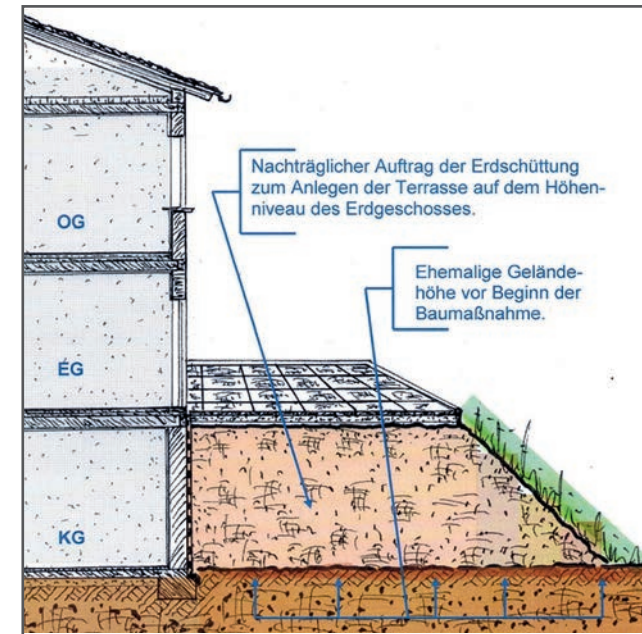 Nachträglicher Auftrag der Erdschüttung
zum Anlegen der Terrasse auf dem Höhen-
niveau des Erdgeschosses.
OG
Ehemalige Gelände-
höhe vor Beginn der
Baumaßnahme.
EG
KG